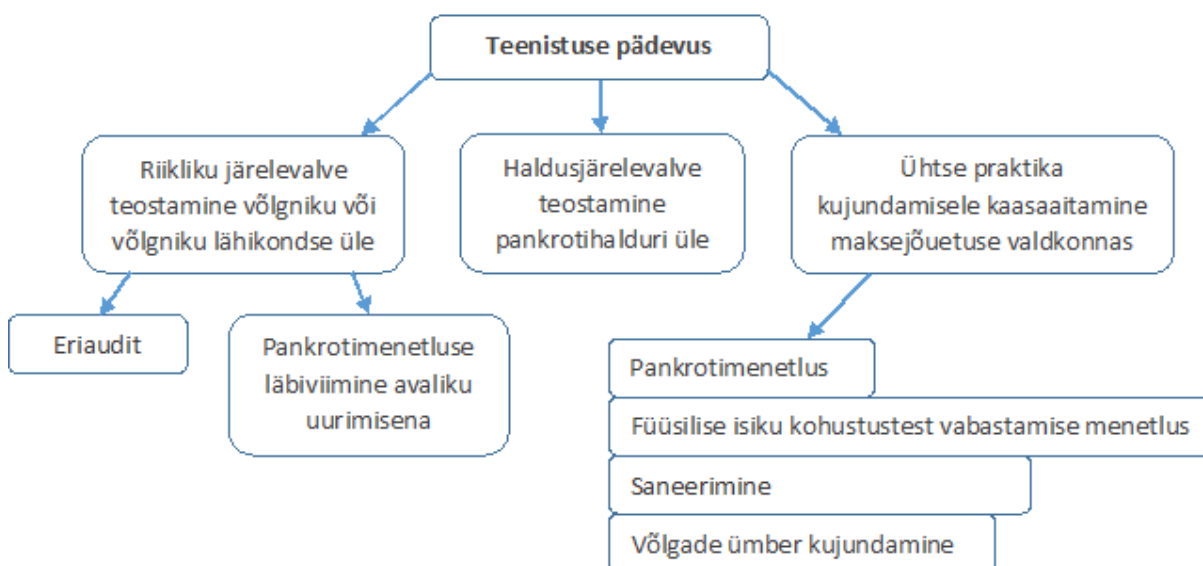 Teenistuse pädevus
Riikliku järelevalve
teostamine võlgniku või
võlgniku lähikondse üle
Haldusjärelevalve
teostamine
pankrotihalduri üle
Ühtse praktika
kujundamisele kaasaaitamine
maksejõuetuse valdkonnas
Eriaudit
Pankrotimenetluse
läbiviimine avaliku
uurimisena
Pankrotimenetlus
Füüsilise isiku kohustustest vabastamise menetlus
Saneerimine
Võlgade ümber kujundamine